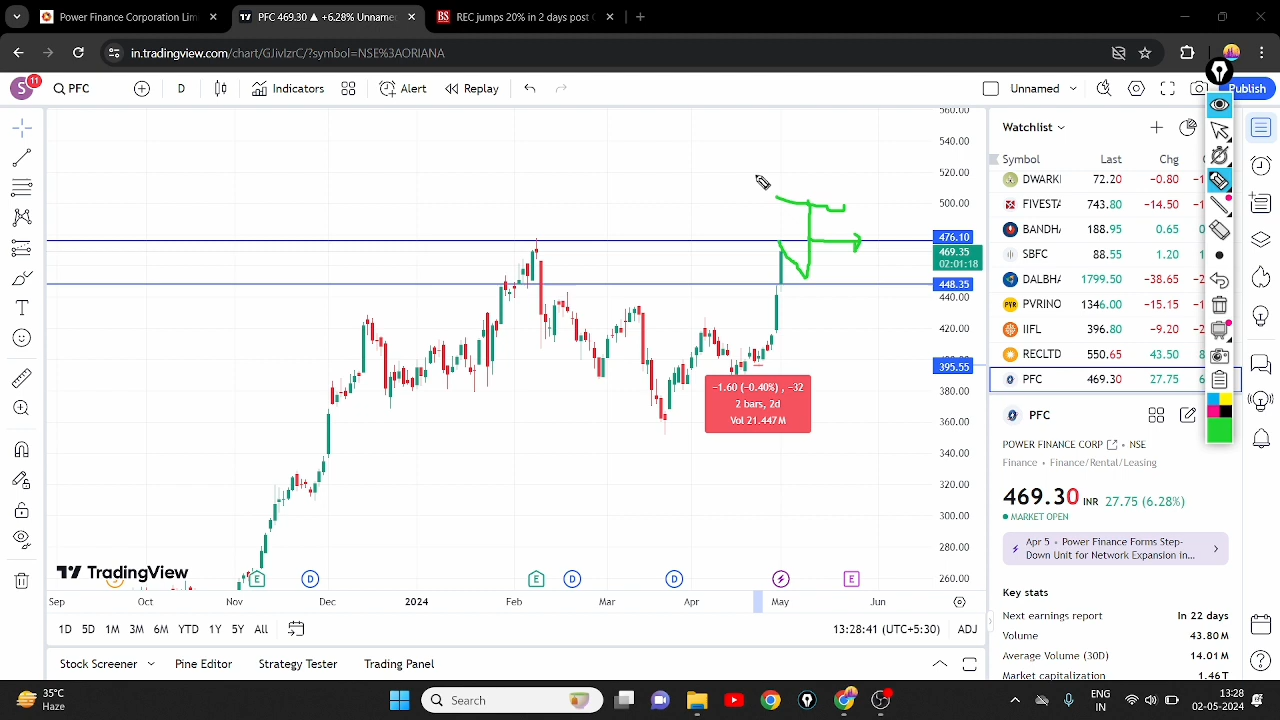 Power Finance Corporation Lim
PFC 469.30 ▲ +6.28% Unname
REC jumps 20% in 2 days post
in.tradingview.com/chart/GJivIzrC/?symbol=NSE%3AORIANA
S 11 PFC D Indicators Alert Replay Unnamed Publish
560.00
540.00
520.00
500.00
476.10
469.35
02:01:18
448.35
440.00
420.00
395.55
380.00
360.00
340.00
320.00
300.00
280.00
260.00
−1.60 (−0.40%) , −32
2 bars, 2d
Vol 21.447 M
TradingView
E D E D D E
Sep Oct Nov Dec 2024 Feb Mar Apr May Jun
1D 5D 1M 3M 6M YTD 1Y 5Y All 13:28:41 (UTC+5:30) ADJ
Stock Screener Pine Editor Strategy Tester Trading Panel
Watchlist
Symbol Last Chg
DWARKI 72.20 −0.80
FIVESTA 743.80 −14.50
BANDHA 188.95 0.65
SBFC 88.55 1.20
DALBHA 1799.50 −38.65
PVRINO 1346.00 −15.15
IIFL 396.80 −9.20
RECLTD 550.65 43.50
PFC 469.30 27.75
PFC
POWER FINANCE CORP • NSE
Finance • Finance/Rental/Leasing
469.30 INR 27.75 (6.28%)
MARKET OPEN
Apr 5 • Power Finance Forms Step-
Down Unit for Network Expansion in...
Key stats
Next earnings report In 22 days
Volume 43.80 M
Average Volume (30D) 14.01 M
Market capitalization 1.46 T
35°C
Haze
Search
ENG
IN
13:28
02-05-2024